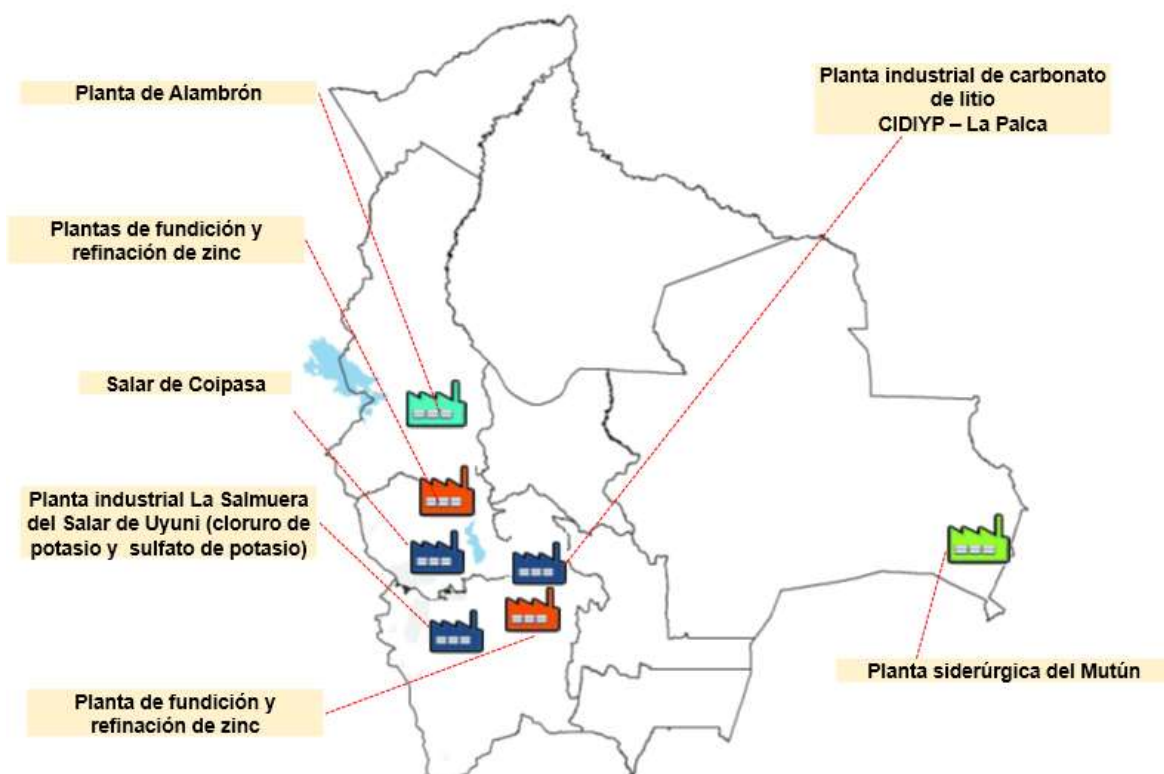 Planta de Alambrón
Plantas de fundición y
refinación de zinc
Salar de Coipasa
Planta industrial La Salmuera
del Salar de Uyuni (cloruro de
potasio y sulfato de potasio)
Planta de fundición y
refinación de zinc
Planta industrial de carbonato
de litio
CIDIYP – La Palca
Planta siderúrgica del Mutún